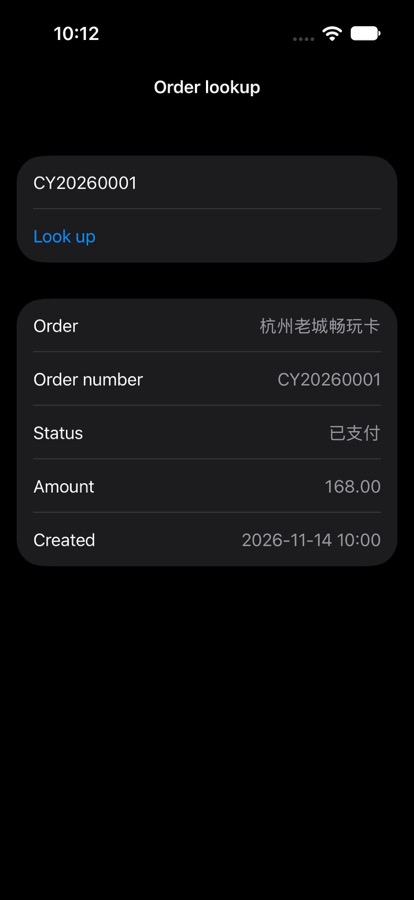 10:12
Order lookup
CY20260001
Look up
Order 杭州老城畅玩卡
Order number CY20260001
Status 已支付
Amount 168.00
Created 2026-11-14 10:00